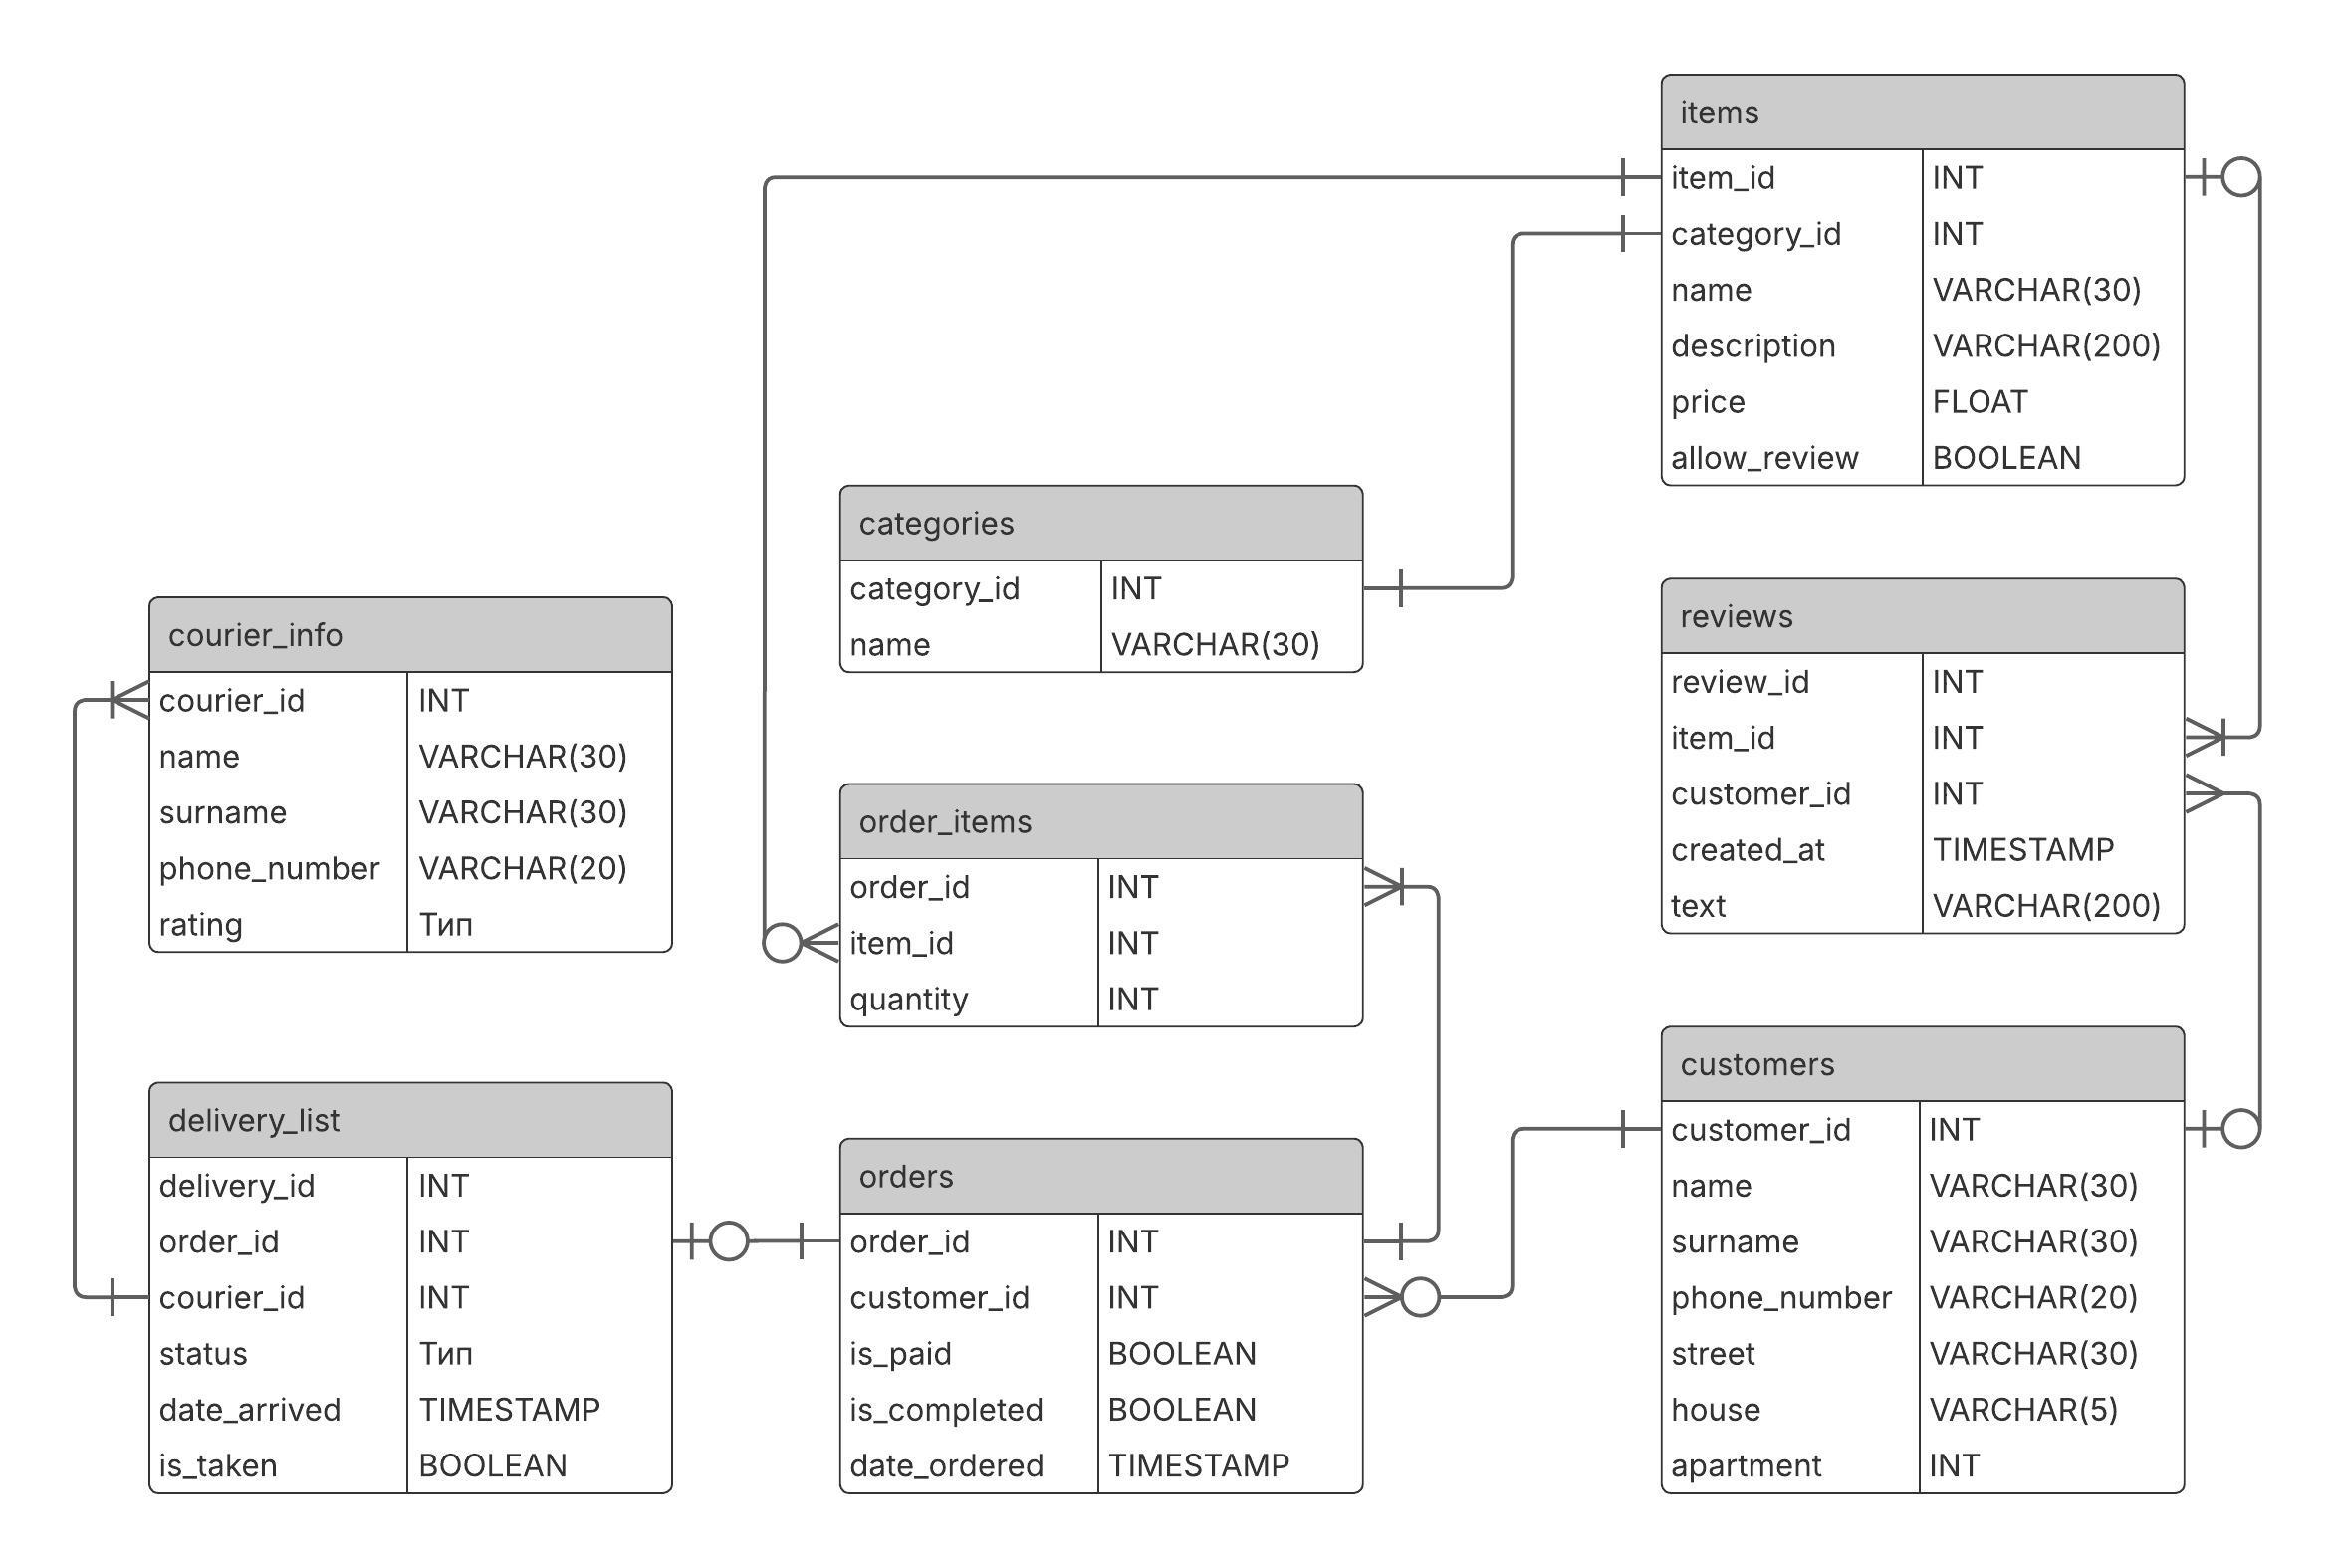 items
item_id INT
category_id INT
name VARCHAR(30)
description VARCHAR(200)
price FLOAT
allow_review BOOLEAN
categories
category_id INT
name VARCHAR(30)
reviews
review_id INT
item_id INT
customer_id INT
created_at TIMESTAMP
text VARCHAR(200)
courier_info
courier_id INT
name VARCHAR(30)
surname VARCHAR(30)
phone_number VARCHAR(20)
rating Тип
order_items
order_id INT
item_id INT
quantity INT
customers
customer_id INT
name VARCHAR(30)
surname VARCHAR(30)
phone_number VARCHAR(20)
street VARCHAR(30)
house VARCHAR(5)
apartment INT
delivery_list
delivery_id INT
order_id INT
courier_id INT
status Тип
date_arrived TIMESTAMP
is_taken BOOLEAN
orders
order_id INT
customer_id INT
is_paid BOOLEAN
is_completed BOOLEAN
date_ordered TIMESTAMP